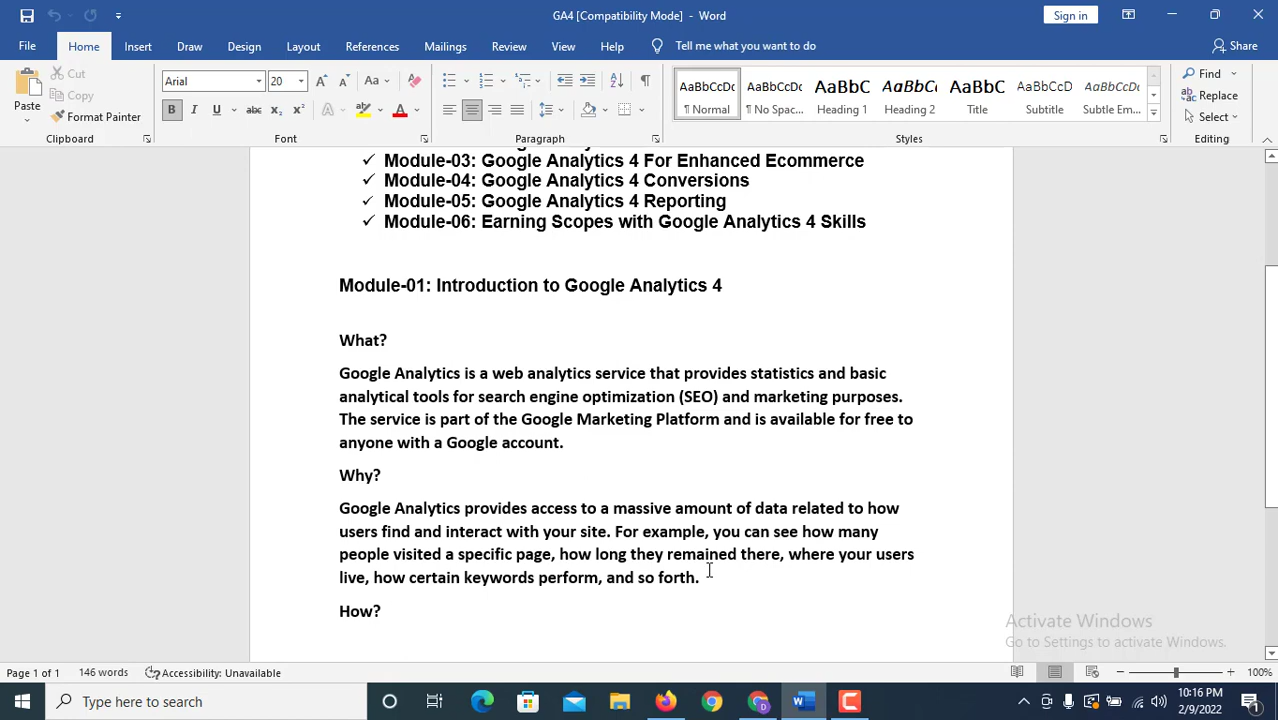 GA4 [Compatibility Mode] - Word
Sign in
File Home Insert Draw Design Layout References Mailings Review View Help Tell me what you want to do Share
Paste Cut Copy Format Painter
Arial 20 Aa A
B I U abc x₂ x² A
AaBbCcDd AaBbCcDd AaBbC AaBbCc AaBbC AaBbCcD AaBbCcD
¶ Normal ¶ No Spac... Heading 1 Heading 2 Title Subtitle Subtle Em...
Find Replace Select
Clipboard Font Paragraph Styles Editing
Module-03: Google Analytics 4 For Enhanced Ecommerce
Module-04: Google Analytics 4 Conversions
Module-05: Google Analytics 4 Reporting
Module-06: Earning Scopes with Google Analytics 4 Skills
Module-01: Introduction to Google Analytics 4
What?
Google Analytics is a web analytics service that provides statistics and basic
analytical tools for search engine optimization (SEO) and marketing purposes.
The service is part of the Google Marketing Platform and is available for free to
anyone with a Google account.
Why?
Google Analytics provides access to a massive amount of data related to how
users find and interact with your site. For example, you can see how many
people visited a specific page, how long they remained there, where your users
live, how certain keywords perform, and so forth.
How?
Activate Windows
Go to Settings to activate Windows.
Page 1 of 1 146 words Accessibility: Unavailable 100%
Type here to search
10:16 PM
2/9/2022